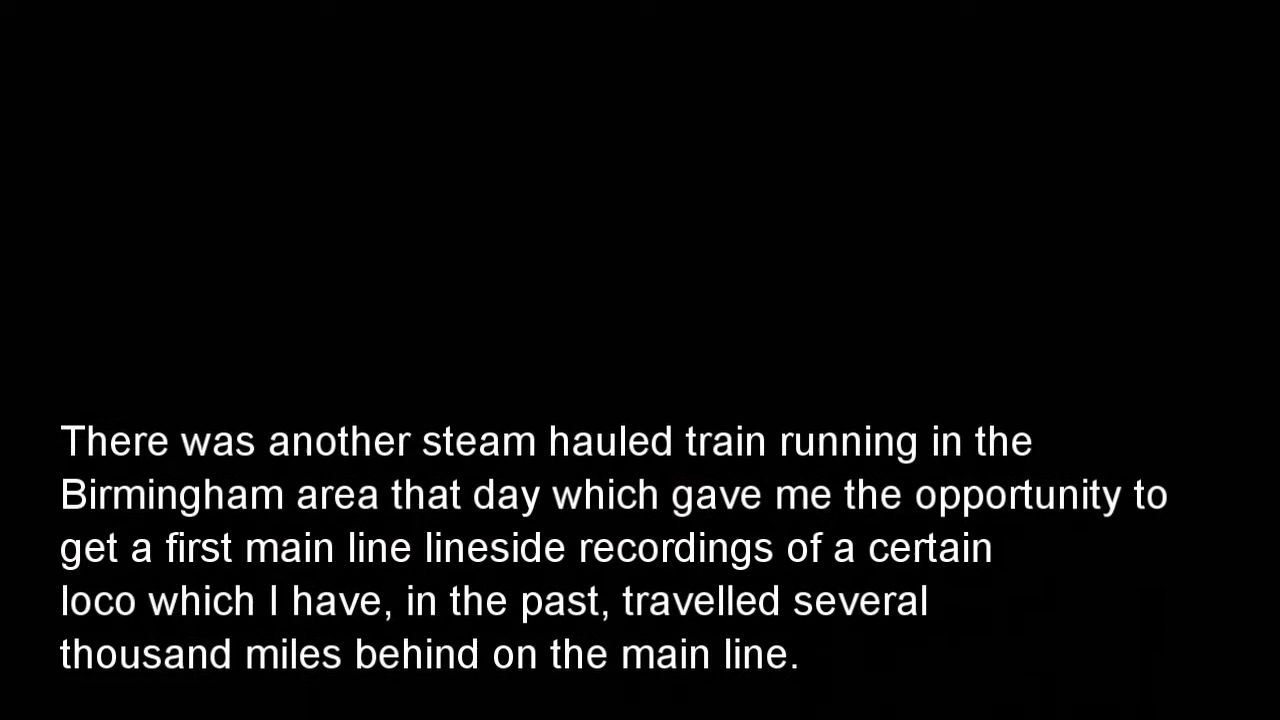 There was another steam hauled train running in the
Birmingham area that day which gave me the opportunity to
get a first main line lineside recordings of a certain
loco which I have, in the past, travelled several
thousand miles behind on the main line.